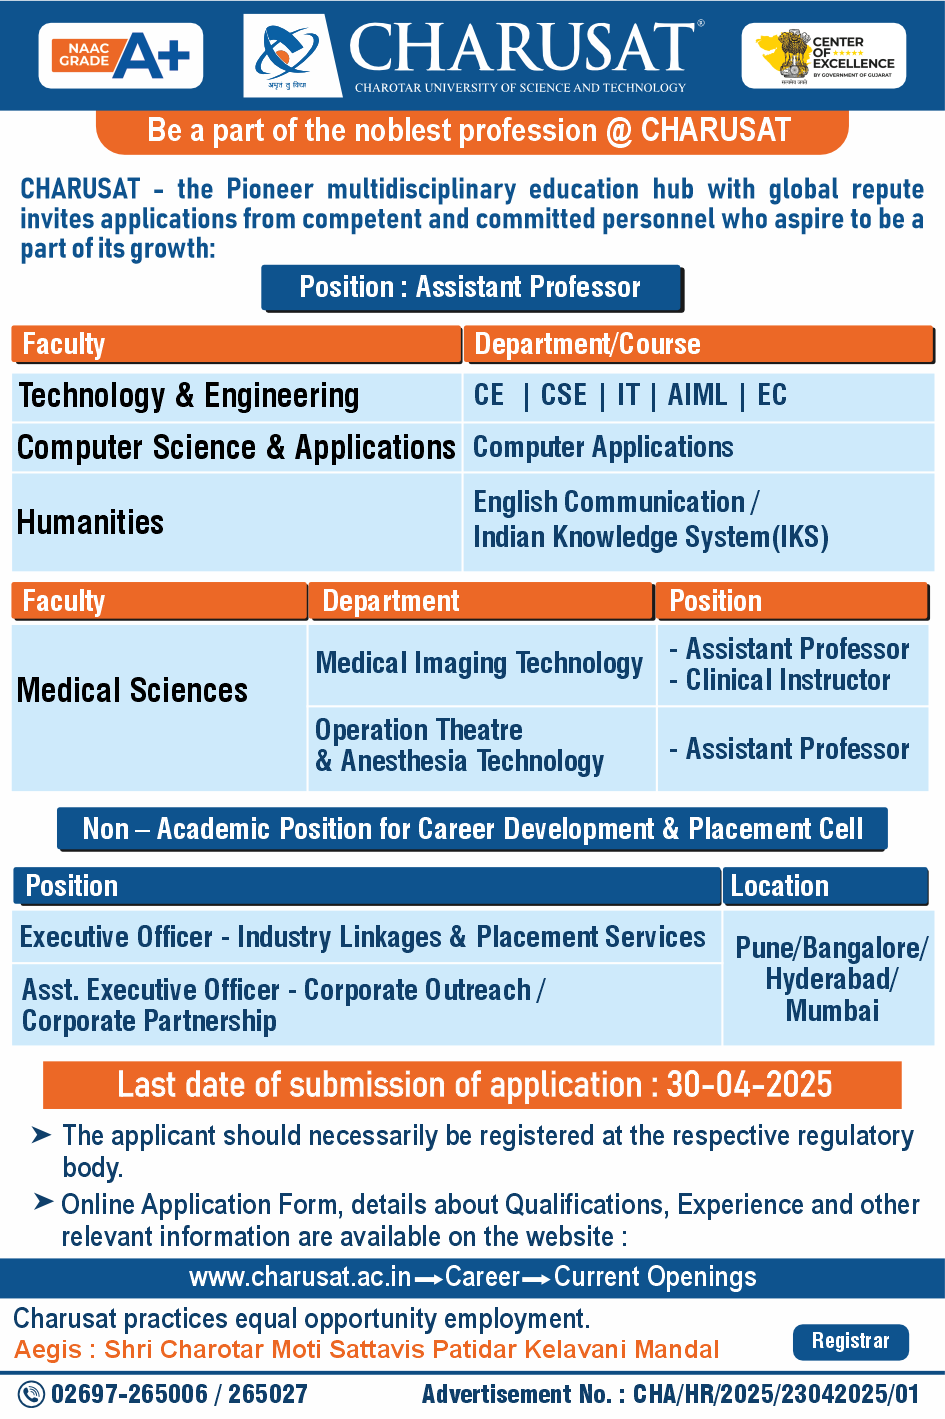 NAAC
GRADE A+
अमृतं तु विद्या
CHARUSAT®
CHAROTAR UNIVERSITY OF SCIENCE AND TECHNOLOGY
सत्यमेव जयते
CENTER
OF
EXCELLENCE
BY GOVERNMENT OF GUJARAT
Be a part of the noblest profession @ CHARUSAT
CHARUSAT - the Pioneer multidisciplinary education hub with global repute
invites applications from competent and committed personnel who aspire to be a
part of its growth:
Position : Assistant Professor
Faculty Department/Course
Technology & Engineering CE | CSE | IT | AIML | EC
Computer Science & Applications Computer Applications
Humanities
English Communication /
Indian Knowledge System(IKS)
Faculty Department Position
Medical Sciences
Medical Imaging Technology
- Assistant Professor
- Clinical Instructor
Operation Theatre
& Anesthesia Technology
- Assistant Professor
Non – Academic Position for Career Development & Placement Cell
Position Location
Executive Officer - Industry Linkages & Placement Services
Asst. Executive Officer - Corporate Outreach /
Corporate Partnership
Pune/Bangalore/
Hyderabad/
Mumbai
Last date of submission of application : 30-04-2025
➤ The applicant should necessarily be registered at the respective regulatory
body.
➤ Online Application Form, details about Qualifications, Experience and other
relevant information are available on the website :
www.charusat.ac.in→Career→Current Openings
Charusat practices equal opportunity employment.
Aegis : Shri Charotar Moti Sattavis Patidar Kelavani Mandal
Registrar
02697-265006 / 265027 Advertisement No. : CHA/HR/2025/23042025/01